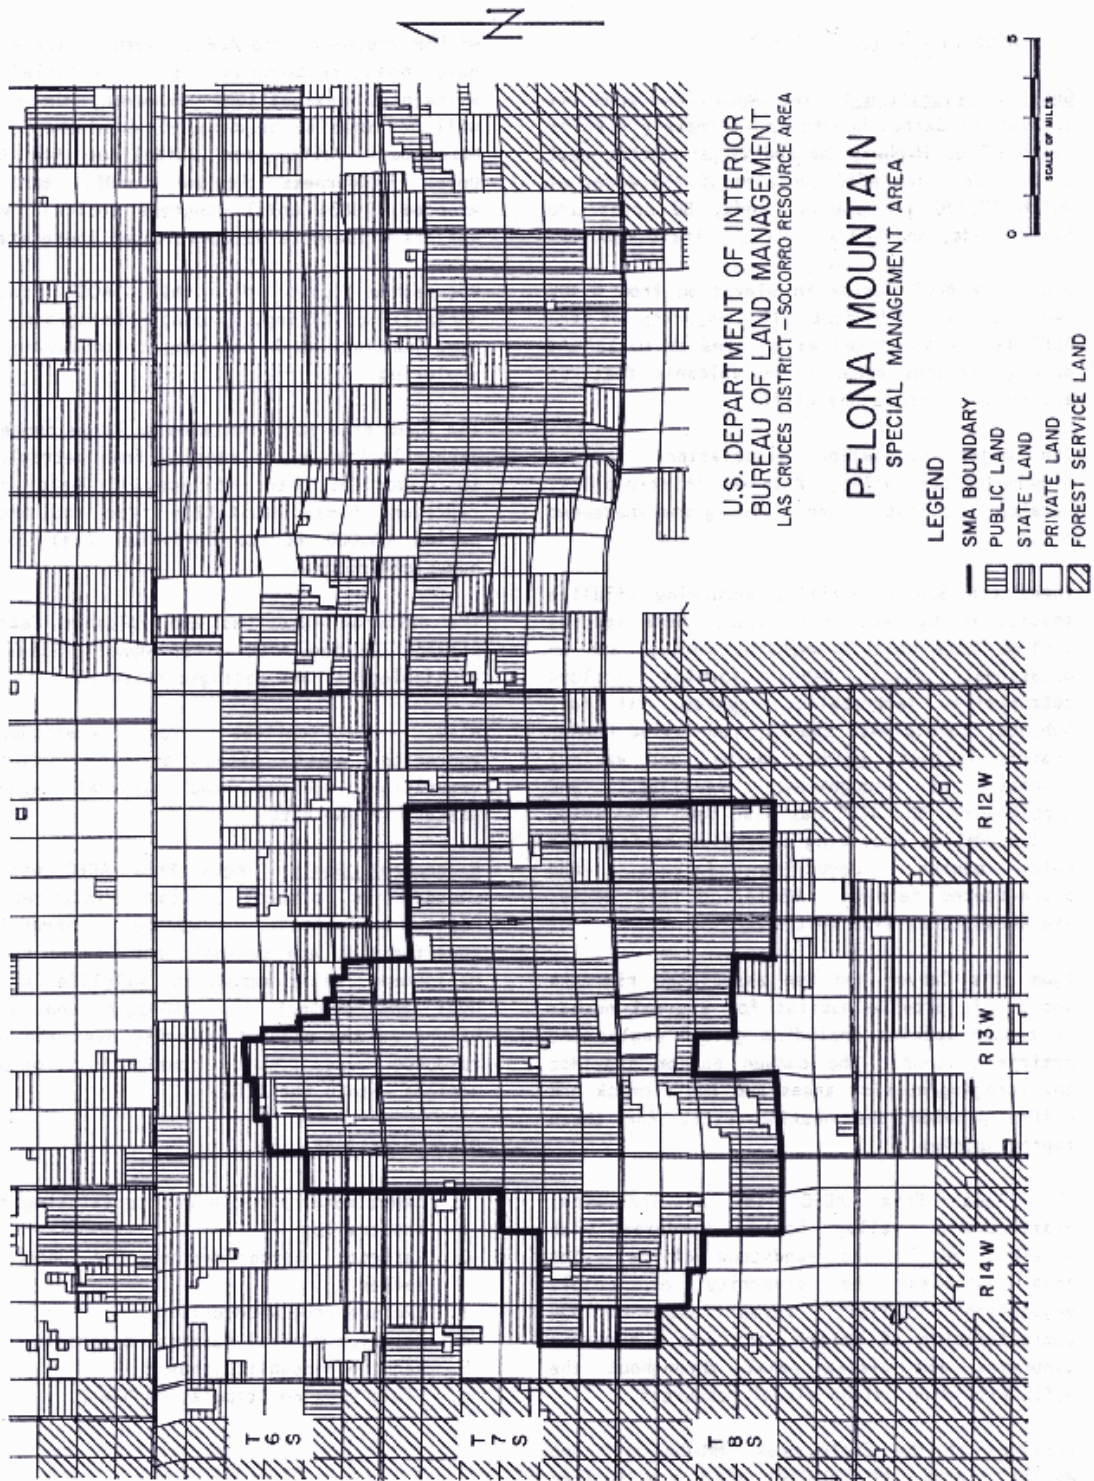 N
U.S. DEPARTMENT OF INTERIOR
BUREAU OF LAND MANAGEMENT
LAS CRUCES DISTRICT – SOCORRO RESOURCE AREA
PELONA MOUNTAIN
SPECIAL MANAGEMENT AREA
LEGEND
SMA BOUNDARY
PUBLIC LAND
STATE LAND
PRIVATE LAND
FOREST SERVICE LAND
0 5
SCALE OF MILES
T 6 S
T 7 S
T 8 S
R 14 W
R 13 W
R 12 W